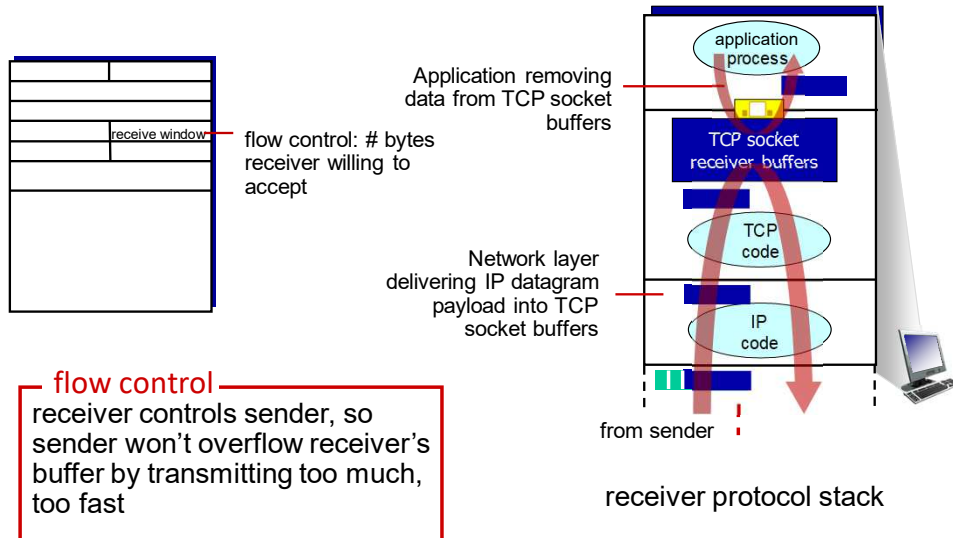 receive window
flow control: # bytes
receiver willing to
accept
flow control
receiver controls sender, so
sender won’t overflow receiver’s
buffer by transmitting too much,
too fast
Application removing
data from TCP socket
buffers
Network layer
delivering IP datagram
payload into TCP
socket buffers
application
process
TCP socket
receiver buffers
TCP
code
IP
code
from sender
receiver protocol stack